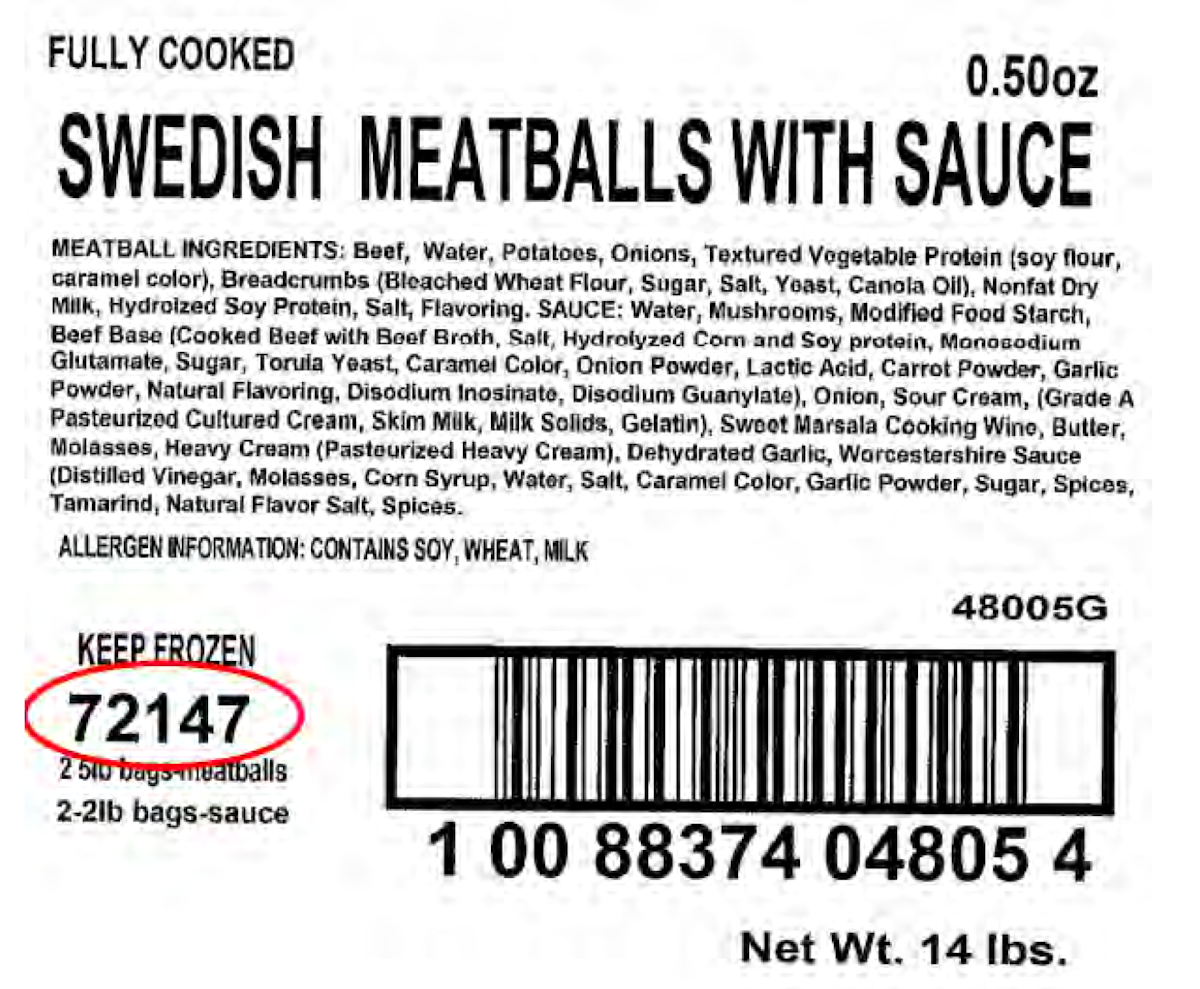 FULLY COOKED
0.50oz
SWEDISH MEATBALLS WITH SAUCE
MEATBALL INGREDIENTS: Beef, Water, Potatoes, Onions, Textured Vegetable Protein (soy flour,
caramel color), Breadcrumbs (Bleached Wheat Flour, Sugar, Salt, Yeast, Canola Oil), Nonfat Dry
Milk, Hydrolzed Soy Protein, Salt, Flavoring. SAUCE: Water, Mushrooms, Modified Food Starch,
Beef Base (Cooked Beef with Beef Broth, Salt, Hydrolyzed Corn and Soy protein, Monosodium
Glutamate, Sugar, Torula Yeast, Caramel Color, Onion Powder, Lactic Acid, Carrot Powder, Garlic
Powder, Natural Flavoring, Disodium Inosinate, Disodium Guanylate), Onion, Sour Cream, (Grade A
Pasteurized Cultured Cream, Skim Milk, Milk Solids, Gelatin), Sweet Marsala Cooking Wine, Butter,
Molasses, Heavy Cream (Pasteurized Heavy Cream), Dehydrated Garlic, Worcestershire Sauce
(Distilled Vinegar, Molasses, Corn Syrup, Water, Salt, Caramel Color, Garlic Powder, Sugar, Spices,
Tamarind, Natural Flavor Salt, Spices.
ALLERGEN INFORMATION: CONTAINS SOY, WHEAT, MILK
48005G
KEEP FROZEN
72147
2 5lb bags-meatballs
2-2lb bags-sauce
1 00 88374 04805 4
Net Wt. 14 lbs.